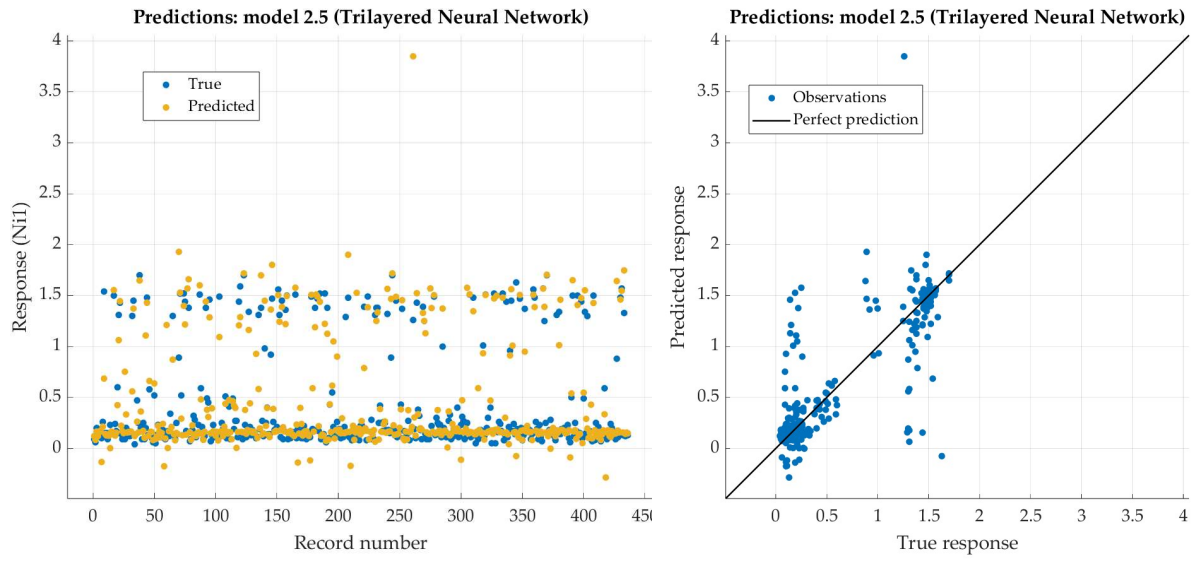 Predictions: model 2.5 (Trilayered Neural Network)
4
3.5
3
2.5
2
1.5
1
0.5
0
Response (Ni1)
True
Predicted
0 50 100 150 200 250 300 350 400
Record number
Predictions: model 2.5 (Trilayered Neural Network)
4
3.5
3
2.5
2
1.5
1
0.5
0
Predicted response
Observations
Perfect prediction
0 0.5 1 1.5 2 2.5 3 3.5 4
True response